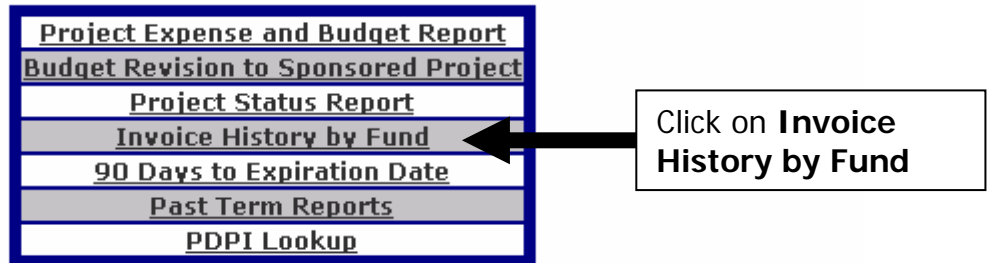 Project Expense and Budget Report
Budget Revision to Sponsored Project
Project Status Report
Invoice History by Fund
90 Days to Expiration Date
Past Term Reports
PDPI Lookup
Click on Invoice
History by Fund